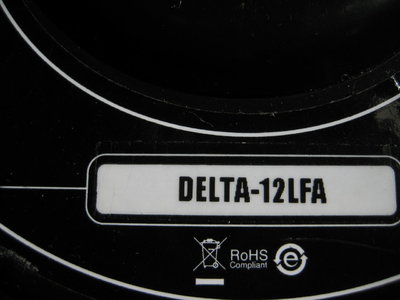 DELTA-12LFA
RoHS
Compliant
e